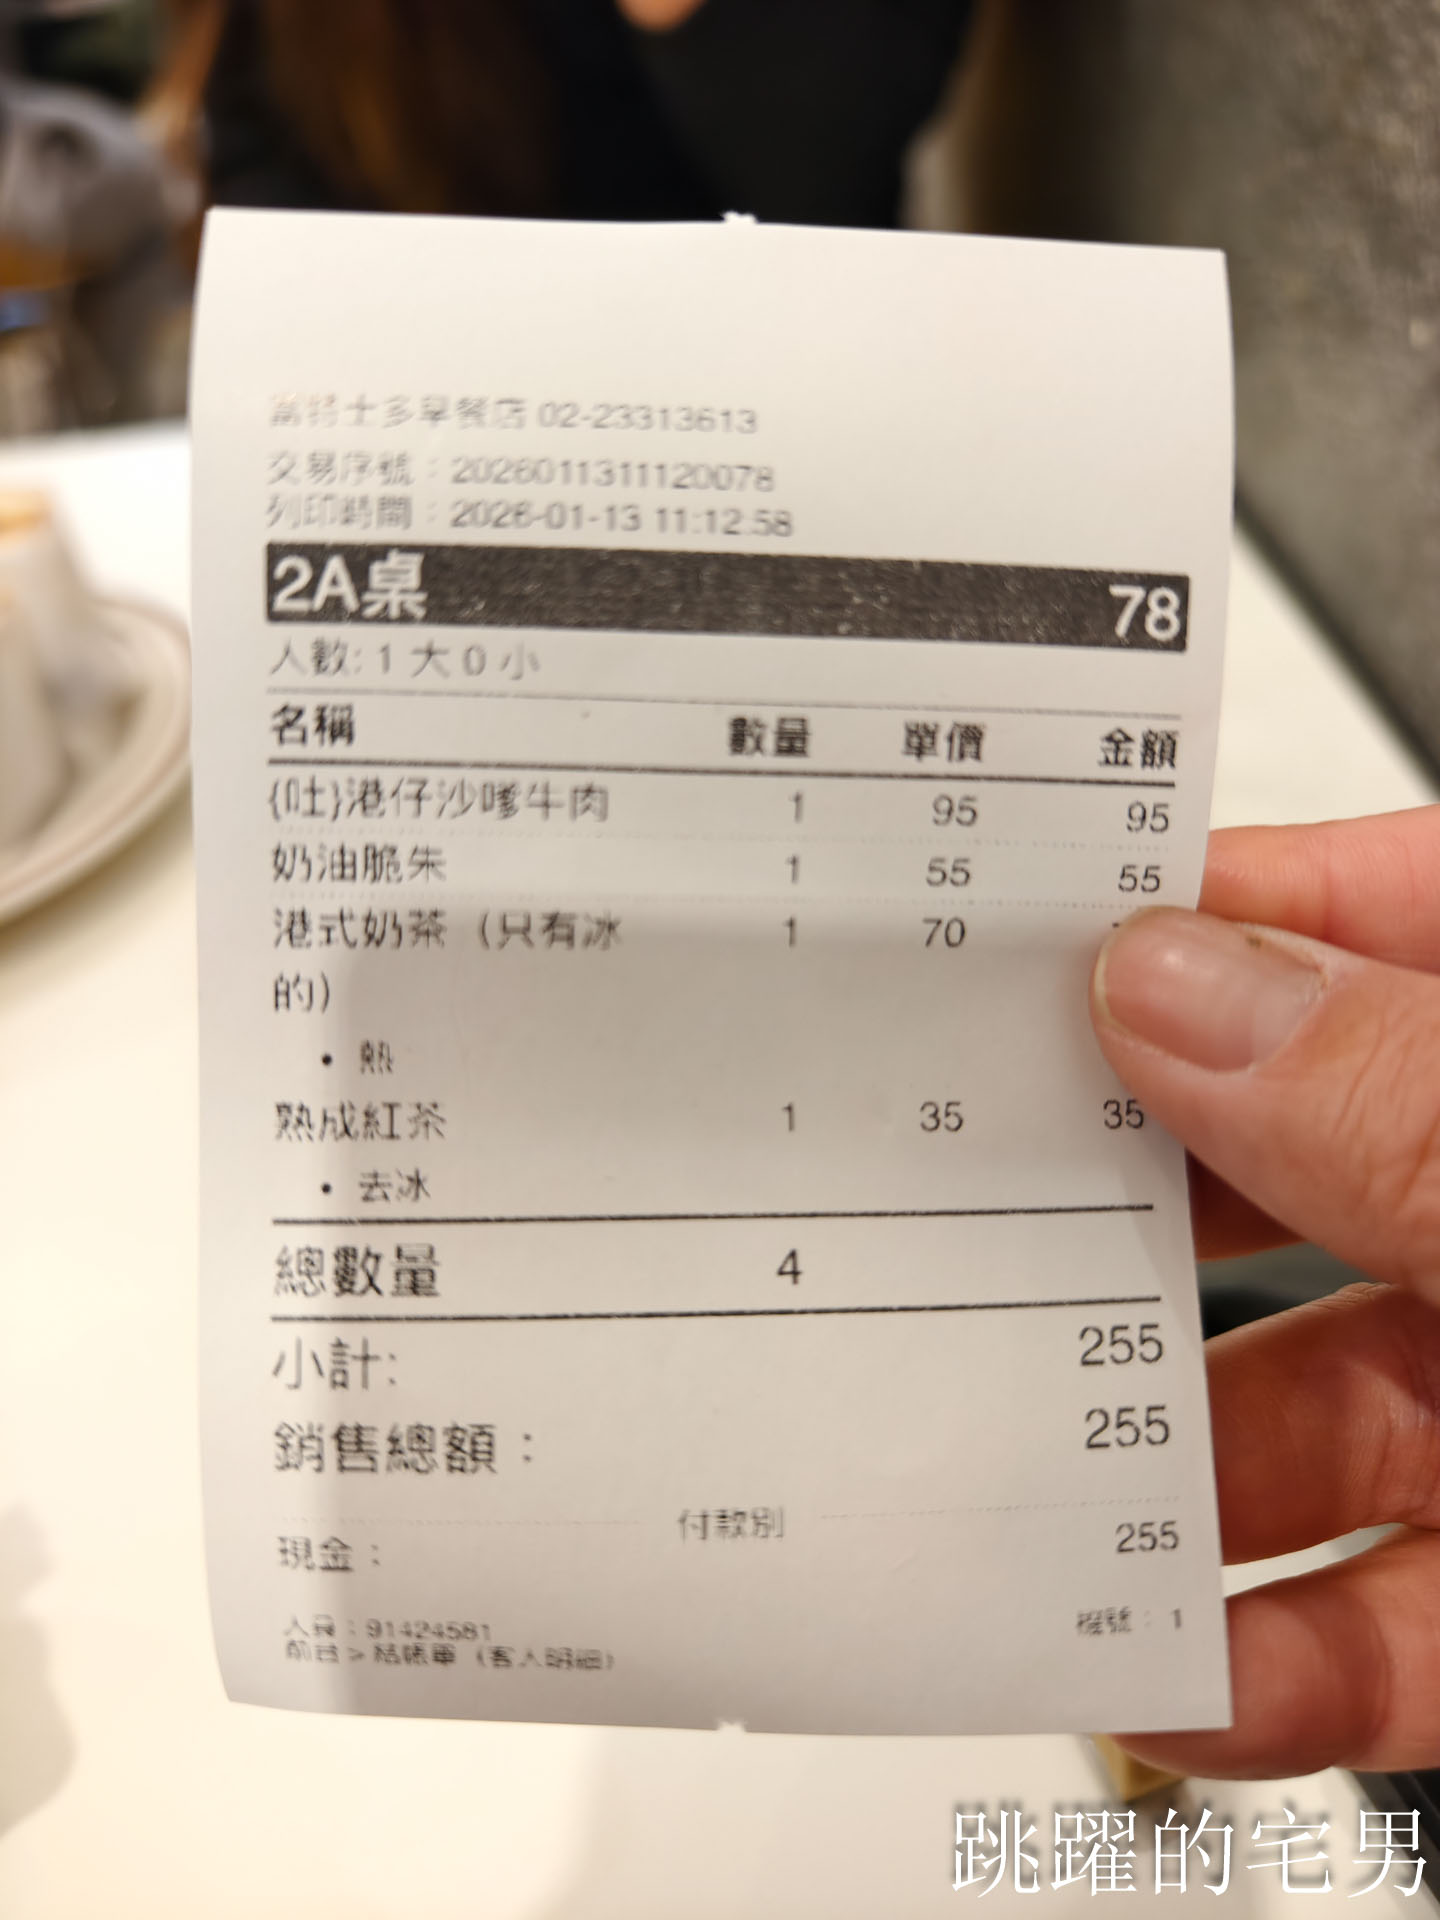 富特士多早餐店 02-23313613
交易序號：2026011311120078
列印時間：2026-01-13 11:12:58
2A桌 78
人數: 1 大 0 小
名稱 數量 單價 金額
{吐}港仔沙嗲牛肉 1 95 95
奶油脆朱 1 55 55
港式奶茶（只有冰 1 70
的）
• 熱
熟成紅茶 1 35 35
• 去冰
總數量 4
小計: 255
銷售總額： 255
付款別
現金： 255
人員：91424581 機號：1
前台 > 結帳單（客人明細）
跳躍的宅男